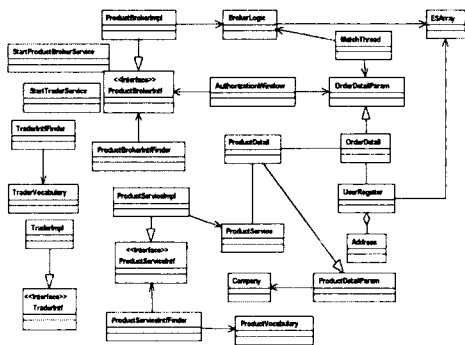 ProductBrokerImpl
BrokerLogic
ESArray
MatchThread
StartProductBrokerService
<<Interface>>
ProductBrokerIntf
StartTraderService
AuthorizationWindow
OrderDetailParam
TraderIntfFinder
ProductBrokerIntfFinder
ProductDetail
OrderDetail
TraderVocabulary
ProductServiceImpl
UserRegister
TraderImpl
ProductService
Address
<<Interface>>
ProductServiceIntf
<<Interface>>
TraderIntf
Company
ProductDetailParam
ProductServiceIntfFinder
ProductVocabulary